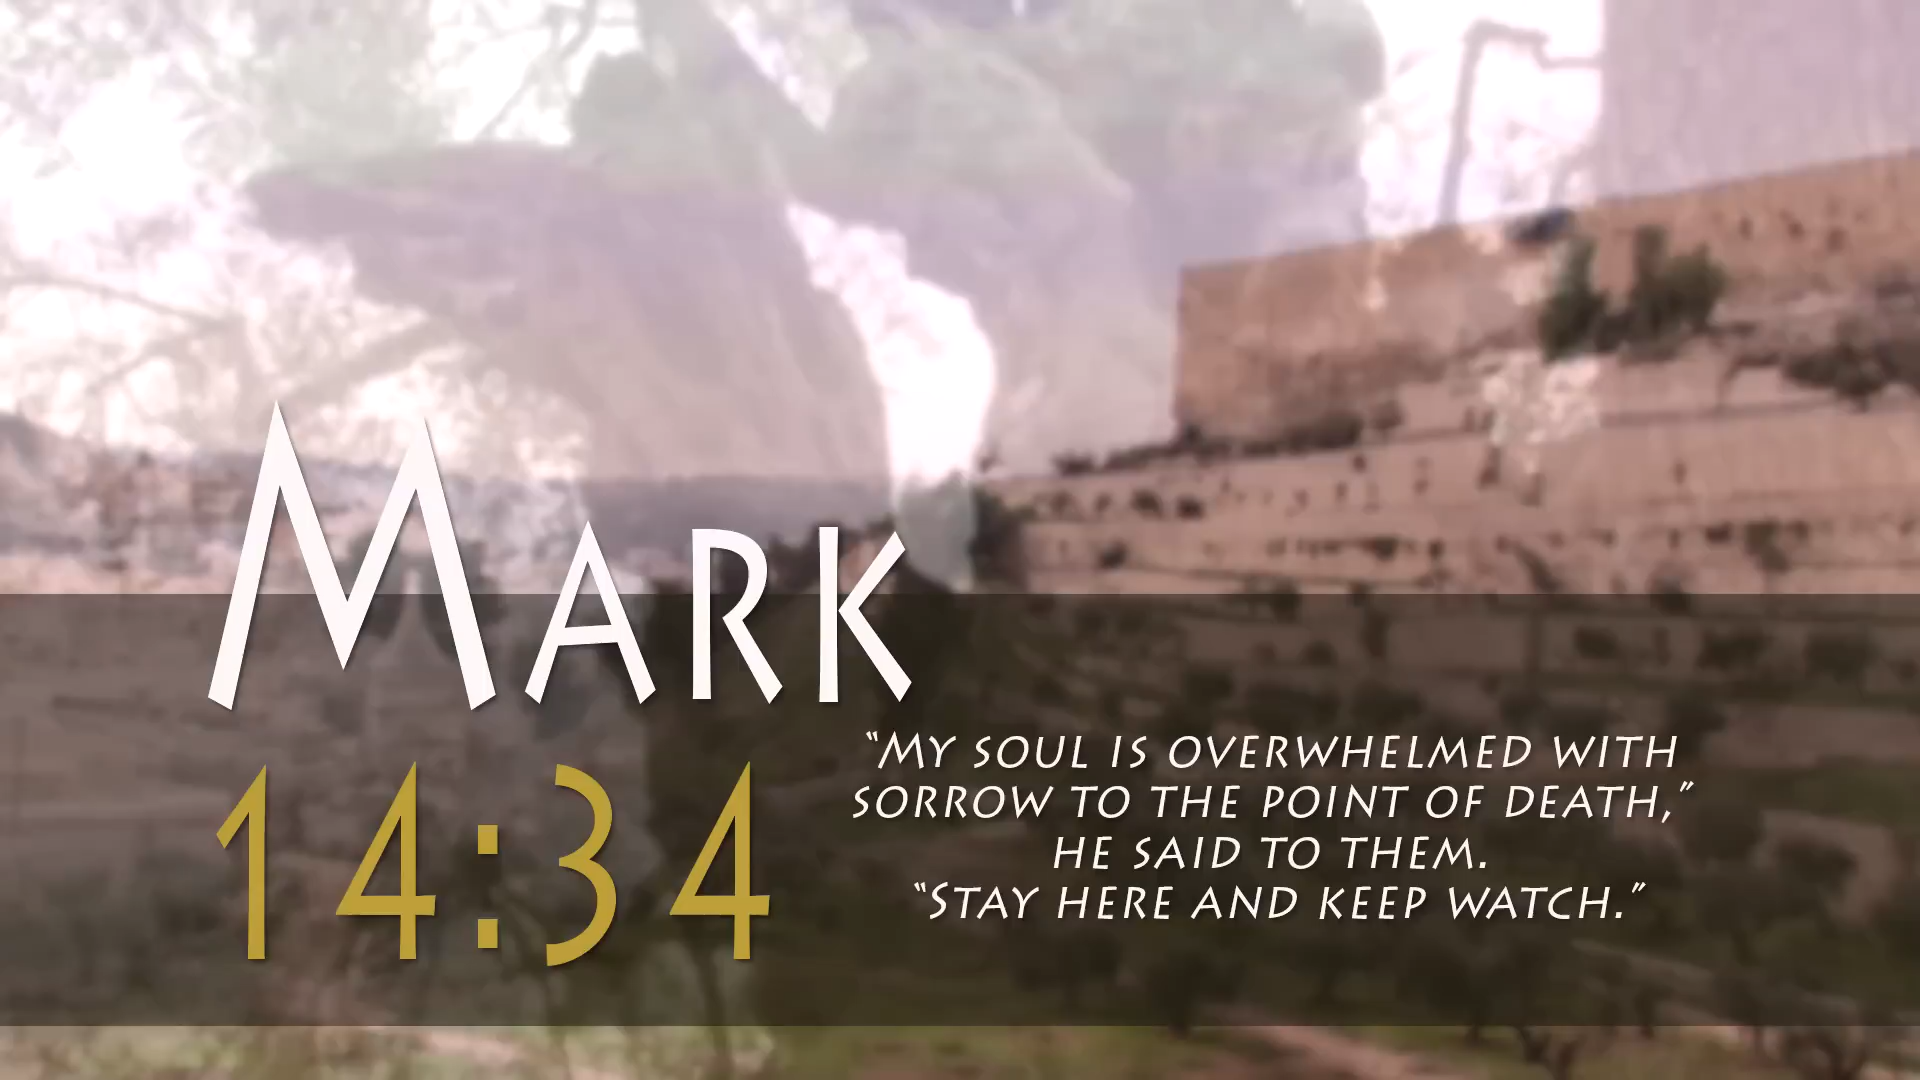 Mark
14:34
“My soul is overwhelmed with
sorrow to the point of death,”
he said to them.
“Stay here and keep watch.”